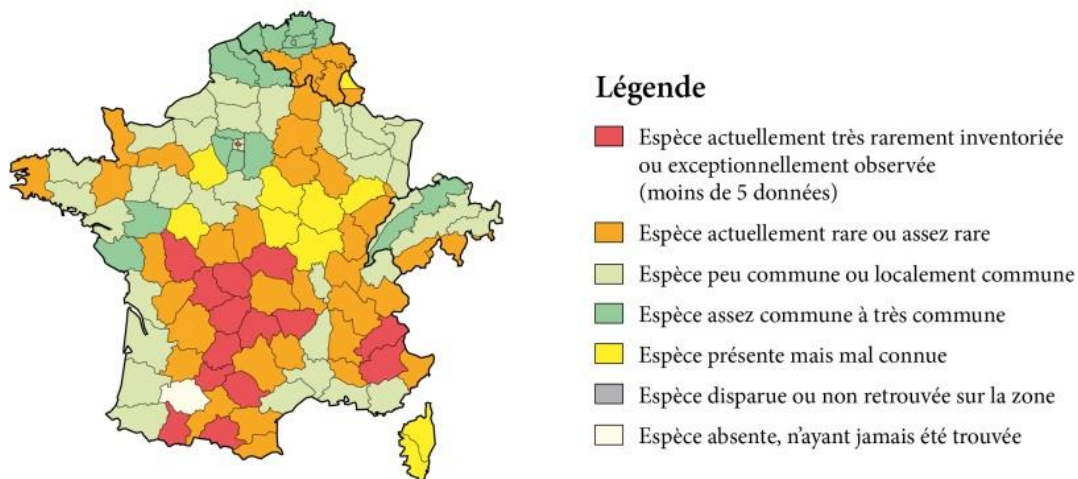 Légende
Espèce actuellement très rarement inventoriée
ou exceptionnellement observée
(moins de 5 données)
Espèce actuellement rare ou assez rare
Espèce peu commune ou localement commune
Espèce assez commune à très commune
Espèce présente mais mal connue
Espèce disparue ou non retrouvée sur la zone
Espèce absente, n'ayant jamais été trouvée